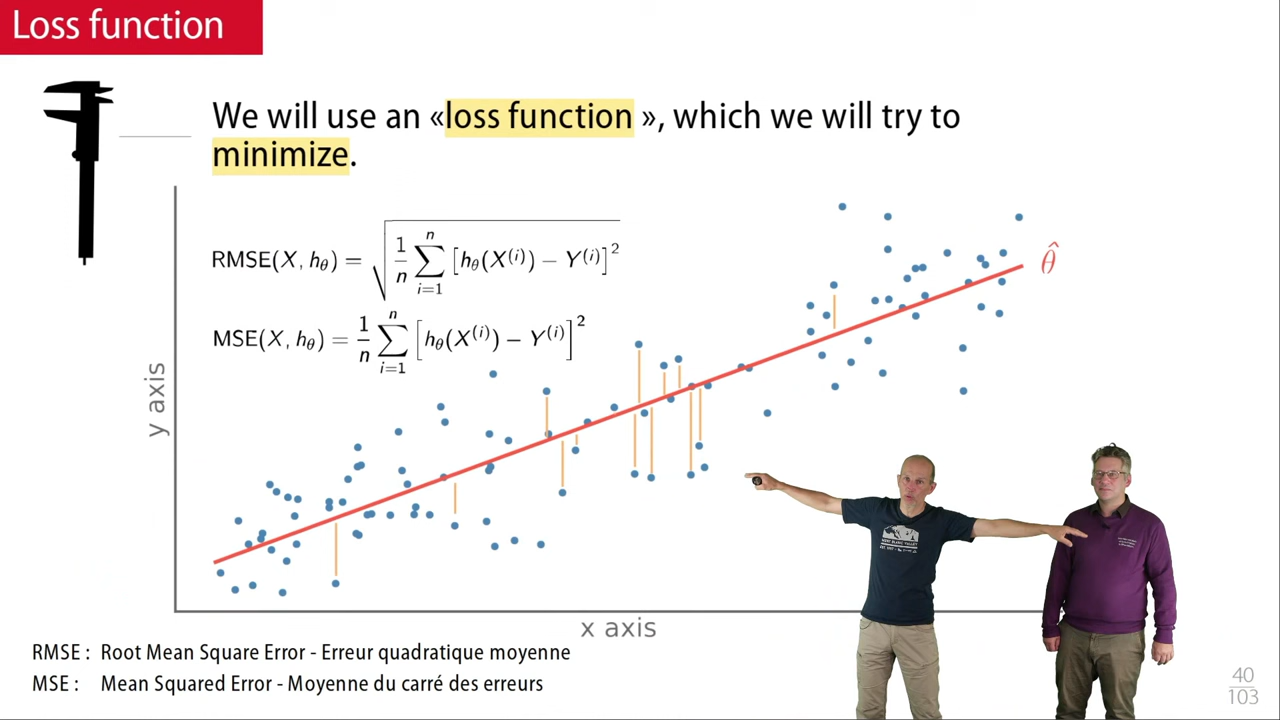 Loss function
We will use an «loss function », which we will try to
minimize.
RMSE(X, hθ) = √ 1/n ∑ i=1 n [hθ(X(i)) − Y(i)]2
θ̂
MSE(X, hθ) = 1/n ∑ i=1 n [hθ(X(i)) − Y(i)]2
y axis
x axis
RMSE : Root Mean Square Error - Erreur quadratique moyenne
MSE : Mean Squared Error - Moyenne du carré des erreurs
40
103